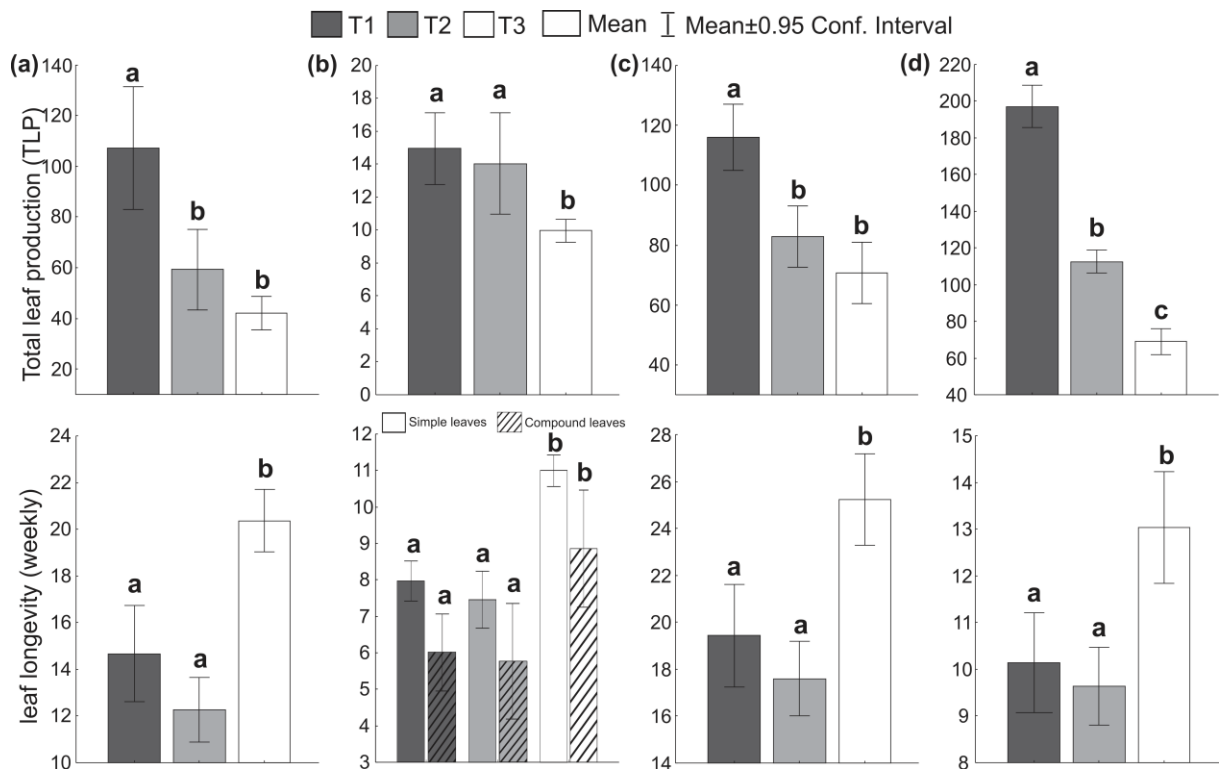 T1 T2 T3 Mean Mean±0.95 Conf. Interval
(a) (b) (c) (d)
Total leaf production (TLP)
140
120
100
80
60
40
20
a
b
b
20
18
16
14
12
10
8
6
4
2
0
a
a
b
140
120
100
80
60
40
a
b
b
220
200
180
160
140
120
100
80
60
40
a
b
c
leaf longevity (weekly)
24
22
20
18
16
14
12
10
a
a
b
Simple leaves Compound leaves
12
11
10
9
8
7
6
5
4
3
a
a
a
a
b
b
28
26
24
22
20
18
16
14
a
a
b
15
14
13
12
11
10
9
8
a
a
b